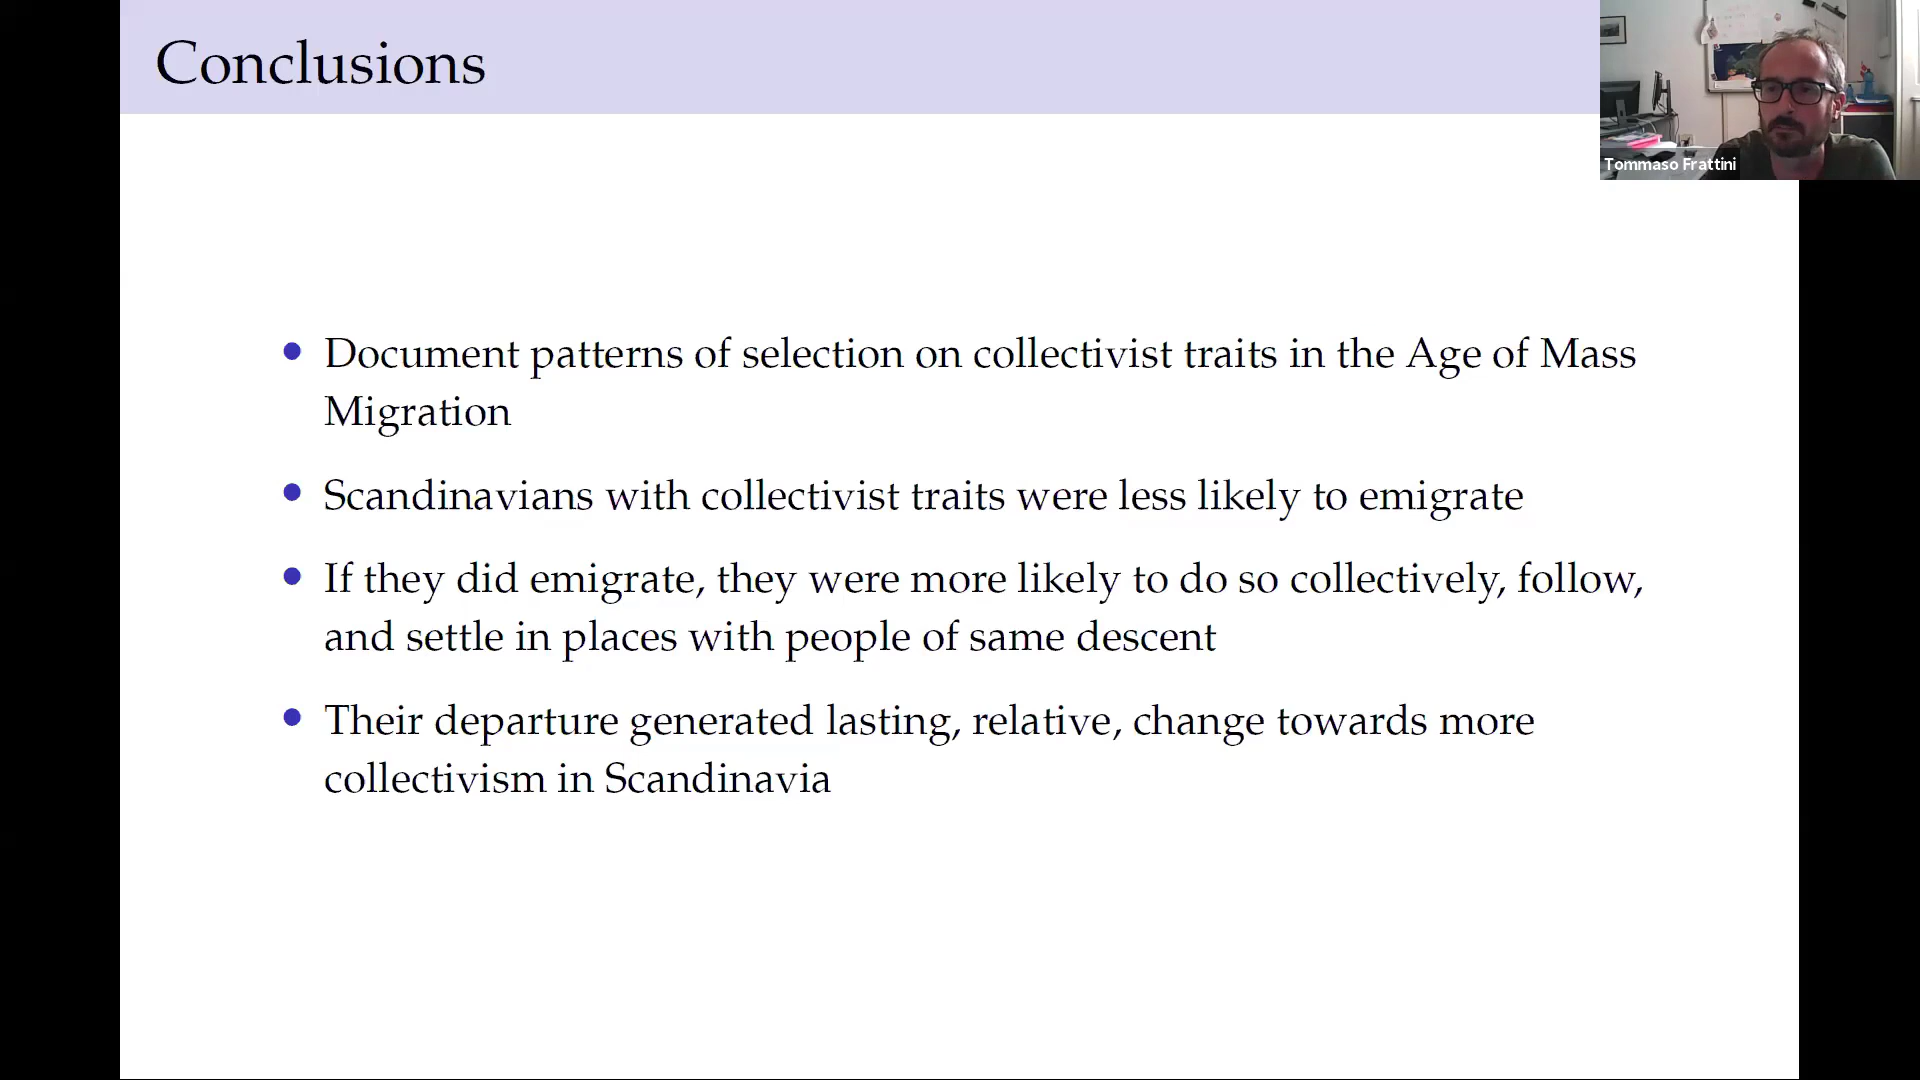 Conclusions
Tommaso Frattini
• Document patterns of selection on collectivist traits in the Age of Mass
Migration
• Scandinavians with collectivist traits were less likely to emigrate
• If they did emigrate, they were more likely to do so collectively, follow,
and settle in places with people of same descent
• Their departure generated lasting, relative, change towards more
collectivism in Scandinavia